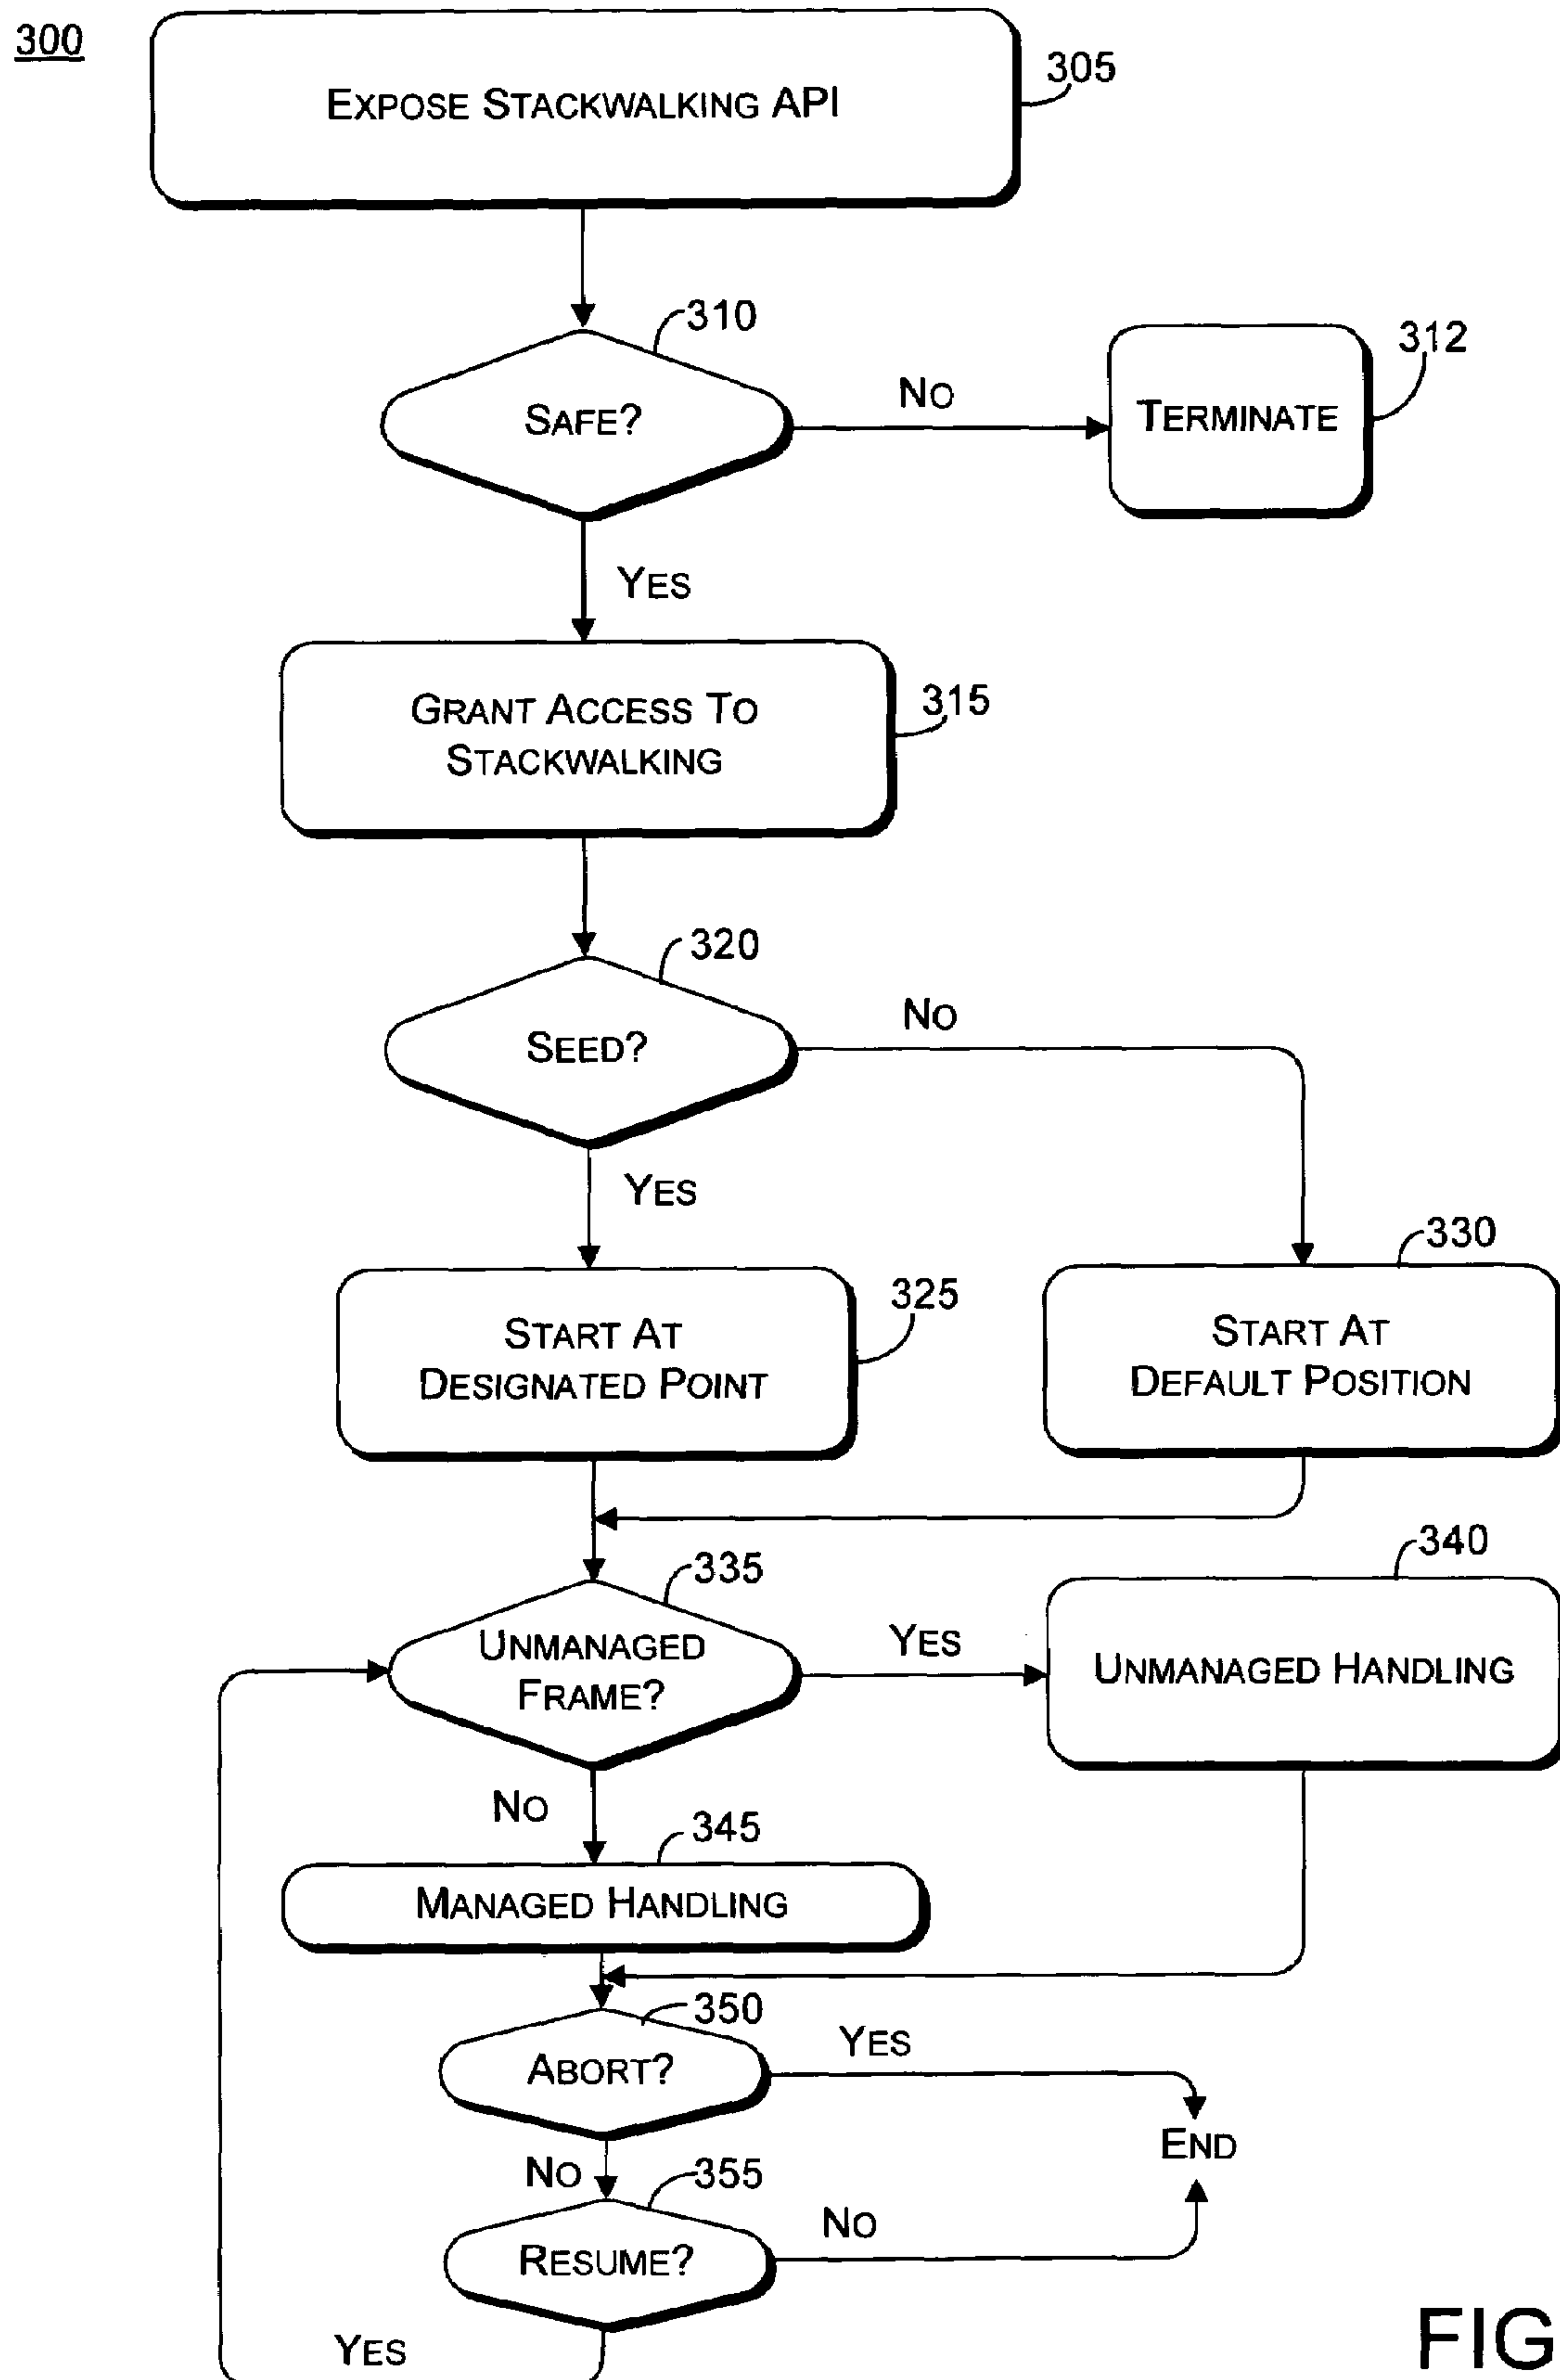 300
EXPOSE STACKWALKING API
305
310
SAFE?
NO
312
TERMINATE
YES
GRANT ACCESS TO
STACKWALKING
315
320
SEED?
NO
YES
325
START AT
DESIGNATED POINT
330
START AT
DEFAULT POSITION
335
UNMANAGED
FRAME?
YES
340
UNMANAGED HANDLING
NO
345
MANAGED HANDLING
350
ABORT?
YES
END
NO
355
RESUME?
NO
YES
FIG